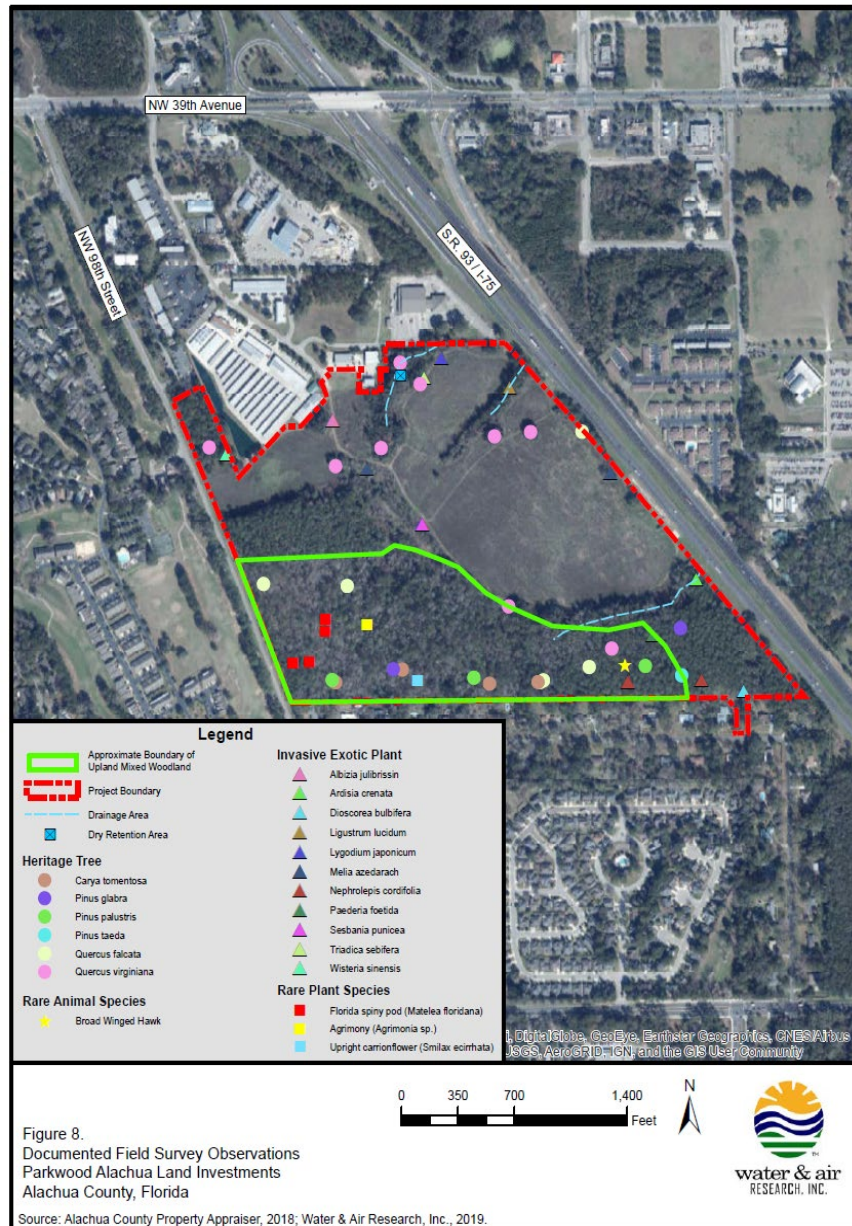 NW 39th Avenue
NW 98th Street
S.R. 93 / I-75
Legend
Approximate Boundary of
Upland Mixed Woodland
Project Boundary
Drainage Area
Dry Retention Area
Heritage Tree
Carya tomentosa
Pinus glabra
Pinus palustris
Pinus taeda
Quercus falcata
Quercus virginiana
Rare Animal Species
Broad Winged Hawk
Invasive Exotic Plant
Albizia julibrissin
Ardisia crenata
Dioscorea bulbifera
Ligustrum lucidum
Lygodium japonicum
Melia azedarach
Nephrolepis cordifolia
Paederia foetida
Sesbania punicea
Triadica sebifera
Wisteria sinensis
Rare Plant Species
Florida spiny pod (Matelea floridana)
Agrimony (Agrimonia sp.)
Upright carrionflower (Smilax ecirrhata)
DigitalGlobe, GeoEye, Earthstar Geographics, CNES/Airbus
USGS, AeroGRID, IGN, and the GIS User Community
0 350 700 1,400
Feet
N
Figure 8.
Documented Field Survey Observations
Parkwood Alachua Land Investments
Alachua County, Florida
water & air
RESEARCH, INC.
Source: Alachua County Property Appraiser, 2018; Water & Air Research, Inc., 2019.